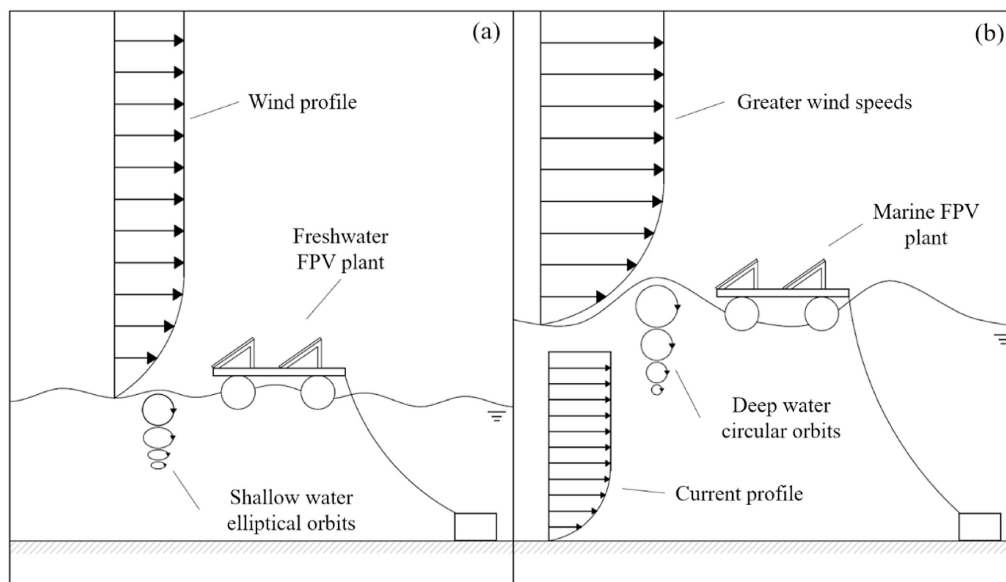 (a)
Wind profile
Freshwater
FPV plant
Shallow water
elliptical orbits
(b)
Greater wind speeds
Marine FPV
plant
Deep water
circular orbits
Current profile